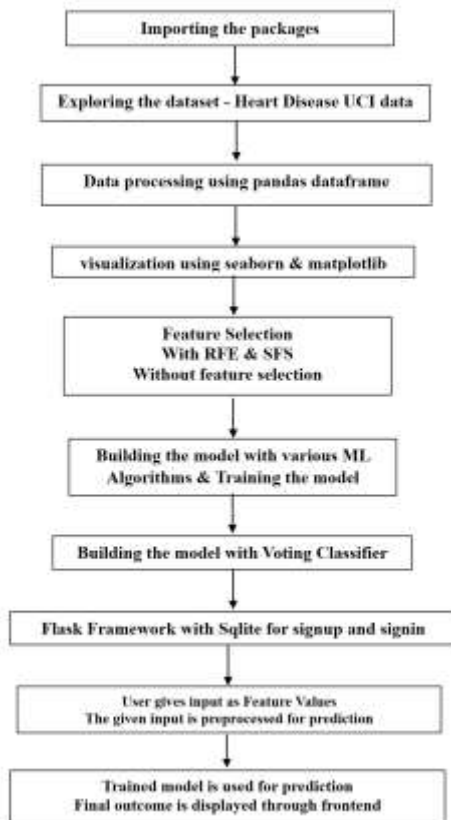 Importing the packages
Exploring the dataset - Heart Disease UCI data
Data processing using pandas dataframe
visualization using seaborn & matplotlib
Feature Selection
With RFE & SFS
Without feature selection
Building the model with various ML
Algorithms & Training the model
Building the model with Voting Classifier
Flask Framework with Sqlite for signup and signin
User gives input as Feature Values
The given input is preprocessed for prediction
Trained model is used for prediction
Final outcome is displayed through frontend